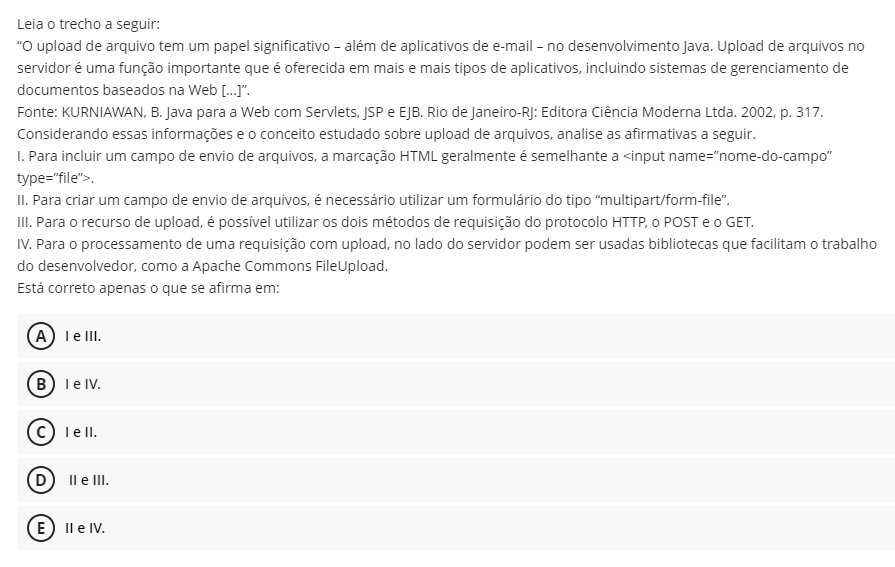 Leia o trecho a seguir:
“O upload de arquivo tem um papel significativo – além de aplicativos de e-mail – no desenvolvimento Java. Upload de arquivos no
servidor é uma função importante que é oferecida em mais e mais tipos de aplicativos, incluindo sistemas de gerenciamento de
documentos baseados na Web [...]”.
Fonte: KURNIAWAN, B. Java para a Web com Servlets, JSP e EJB. Rio de Janeiro-RJ: Editora Ciência Moderna Ltda. 2002, p. 317.
Considerando essas informações e o conceito estudado sobre upload de arquivos, analise as afirmativas a seguir.
I. Para incluir um campo de envio de arquivos, a marcação HTML geralmente é semelhante a <input name=”nome-do-campo”
type=”file”>.
II. Para criar um campo de envio de arquivos, é necessário utilizar um formulário do tipo “multipart/form-file”.
III. Para o recurso de upload, é possível utilizar os dois métodos de requisição do protocolo HTTP, o POST e o GET.
IV. Para o processamento de uma requisição com upload, no lado do servidor podem ser usadas bibliotecas que facilitam o trabalho
do desenvolvedor, como a Apache Commons FileUpload.
Está correto apenas o que se afirma em:
A I e III.
B I e IV.
C I e II.
D II e III.
E II e IV.